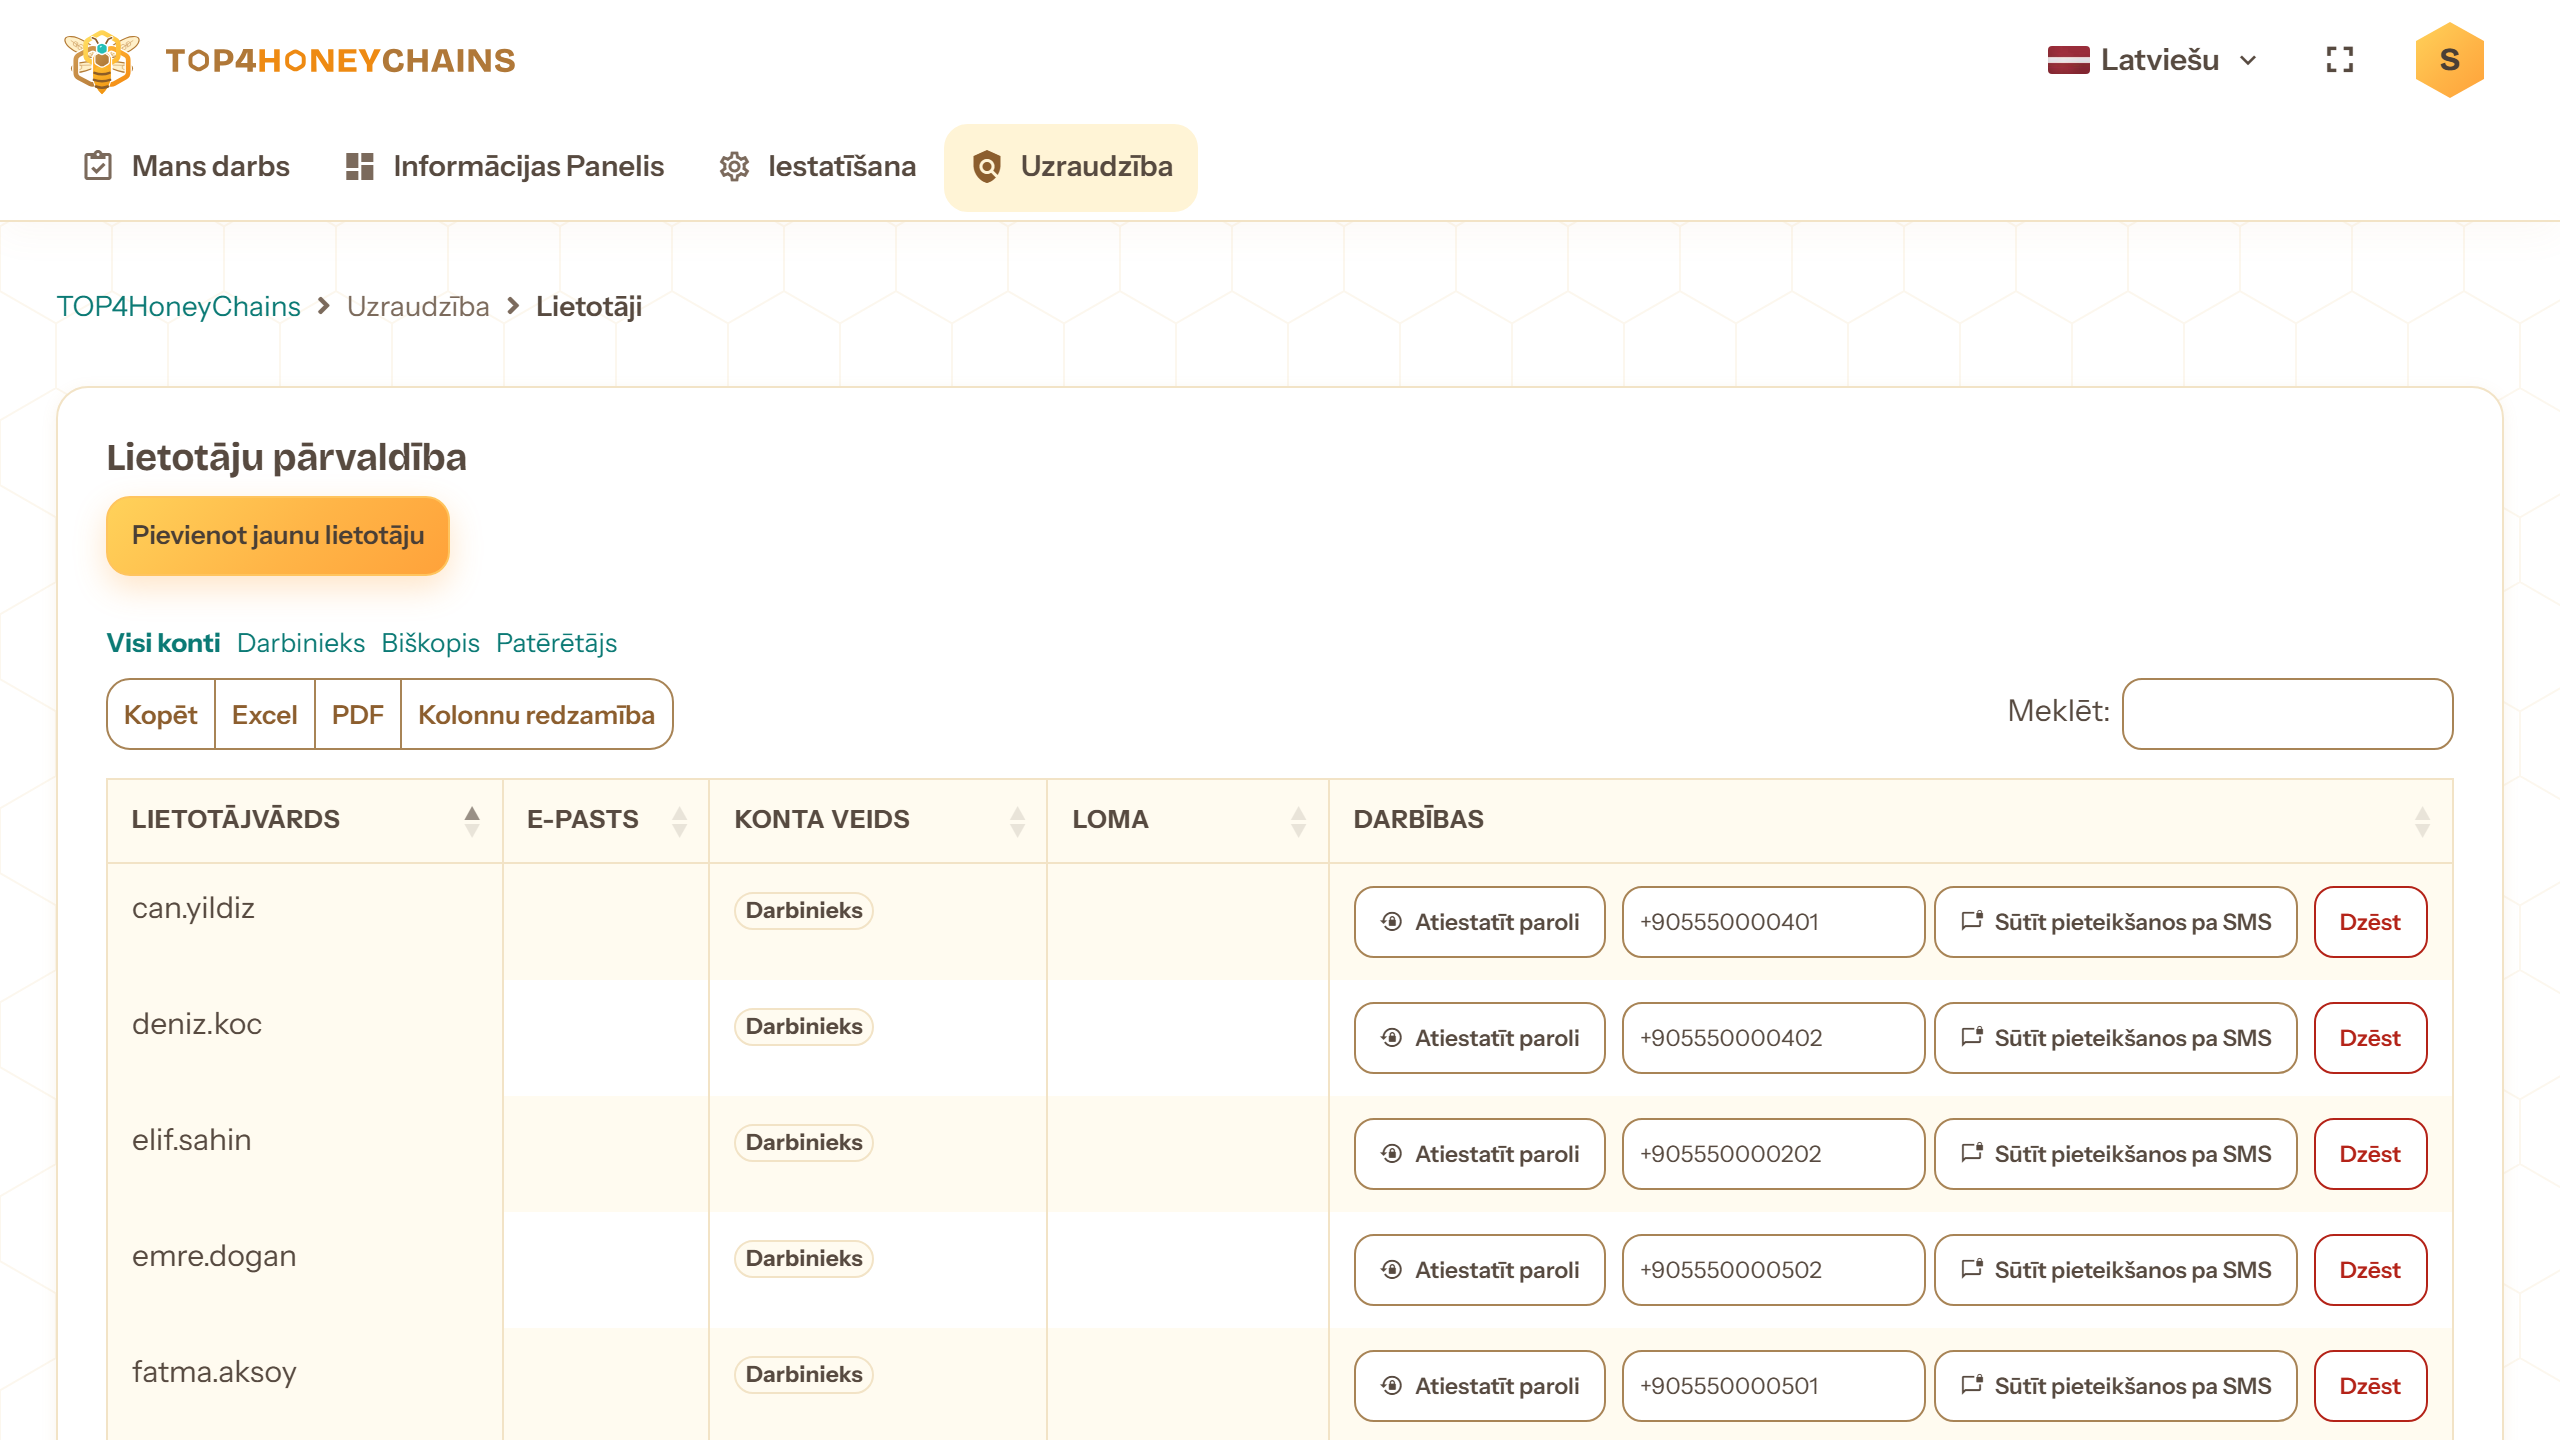 TOP4HONEYCHAINS
Latviešu
S
Mans darbs
Informācijas Panelis
Iestatīšana
Uzraudzība
TOP4HoneyChains > Uzraudzība > Lietotāji
Lietotāju pārvaldība
Pievienot jaunu lietotāju
Visi konti Darbinieks Biškopis Patērētājs
Kopēt Excel PDF Kolonnu redzamība
Meklēt:
LIETOTĀJVĀRDS E-PASTS KONTA VEIDS LOMA DARBĪBAS
can.yildiz Darbinieks Atiestatīt paroli +905550000401 Sūtīt pieteikšanos pa SMS Dzēst
deniz.koc Darbinieks Atiestatīt paroli +905550000402 Sūtīt pieteikšanos pa SMS Dzēst
elif.sahin Darbinieks Atiestatīt paroli +905550000202 Sūtīt pieteikšanos pa SMS Dzēst
emre.dogan Darbinieks Atiestatīt paroli +905550000502 Sūtīt pieteikšanos pa SMS Dzēst
fatma.aksoy Darbinieks Atiestatīt paroli +905550000501 Sūtīt pieteikšanos pa SMS Dzēst